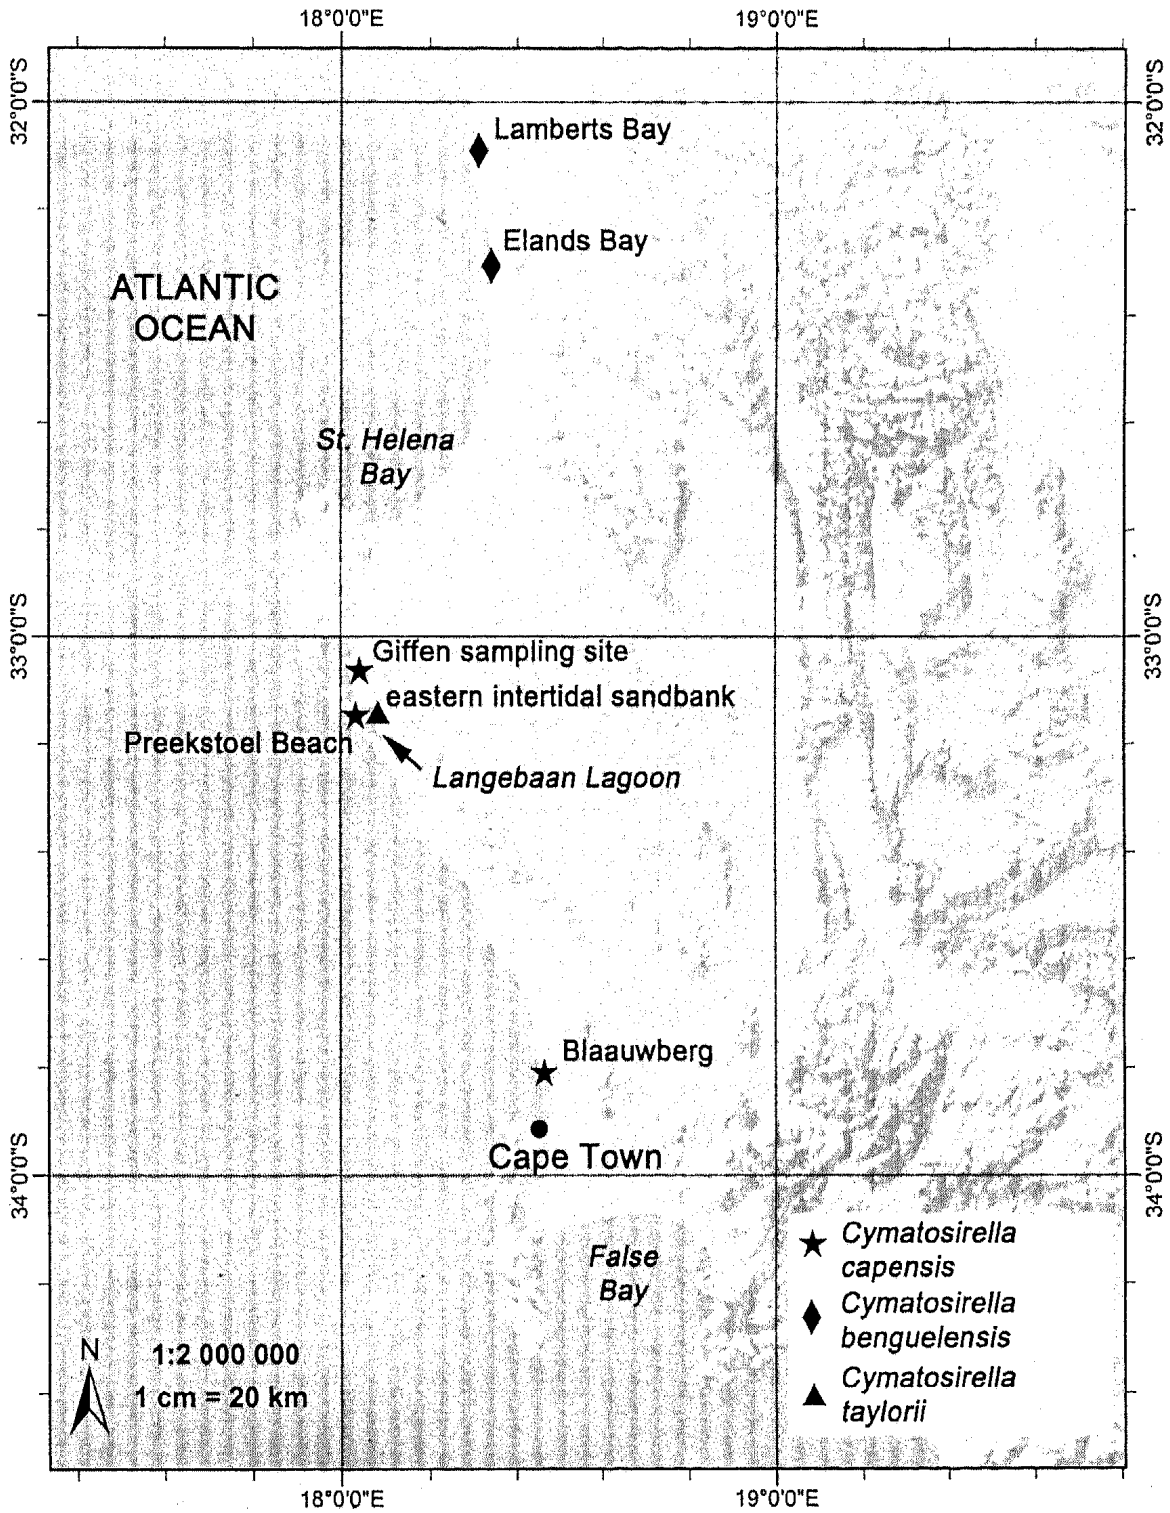 18°0'0"E
19°0'0"E
32°0'0"S
32°0'0"S
Lamberts Bay
Elands Bay
ATLANTIC
OCEAN
St. Helena
Bay
33°0'0"S
33°0'0"S
Giffen sampling site
eastern intertidal sandbank
Preekstoel Beach
Langebaan Lagoon
Blaauwberg
Cape Town
34°0'0"S
34°0'0"S
False
Bay
Cymatosirella
capensis
Cymatosirella
benguelensis
Cymatosirella
taylorii
N
1:2 000 000
1 cm = 20 km
18°0'0"E
19°0'0"E